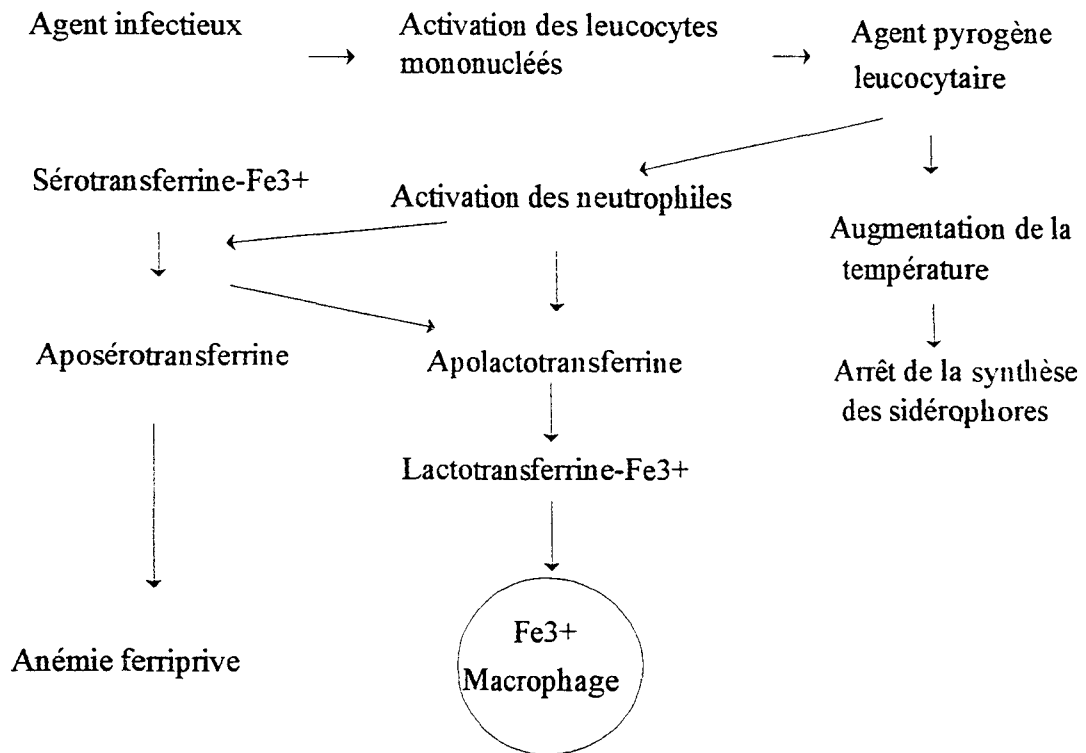 Agent infectieux
Activation des leucocytes
mononucléés
Agent pyrogène
leucocytaire
Sérotransferrine-Fe3+
Activation des neutrophiles
Augmentation de la
température
Aposérotransferrine
Apolactotransferrine
Arrêt de la synthèse
des sidérophores
Lactotransferrine-Fe3+
Anémie ferriprive
Fe3+
Macrophage